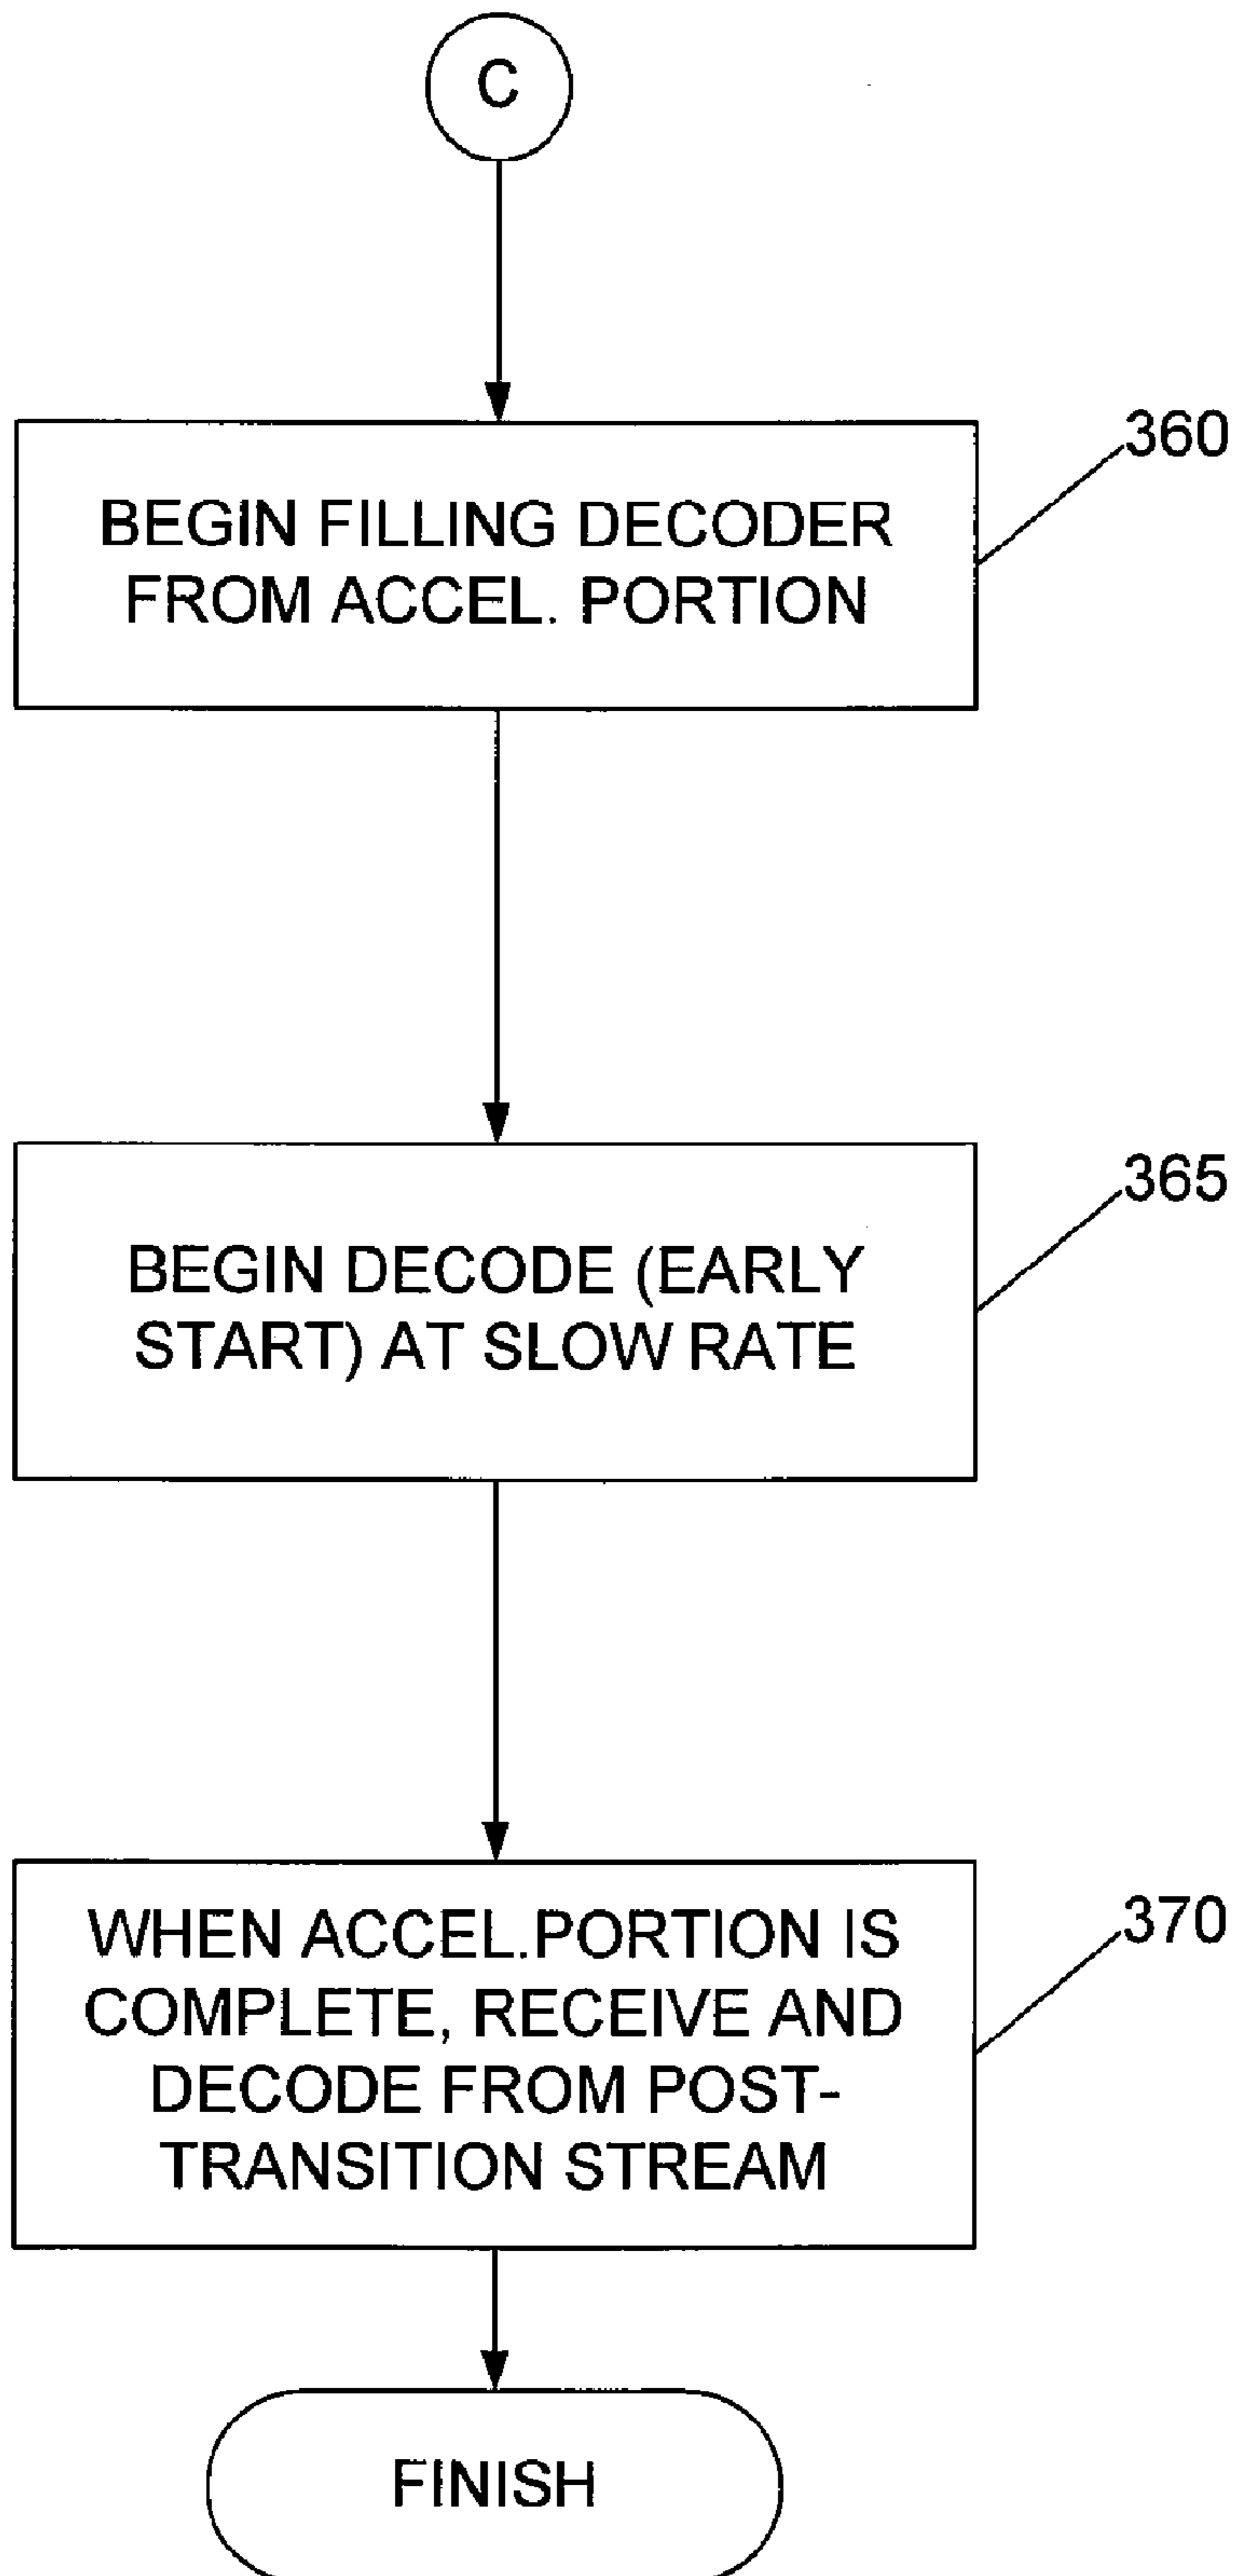 C
360
BEGIN FILLING DECODER
FROM ACCEL. PORTION
365
BEGIN DECODE (EARLY
START) AT SLOW RATE
370
WHEN ACCEL.PORTION IS
COMPLETE, RECEIVE AND
DECODE FROM POST-
TRANSITION STREAM
FINISH